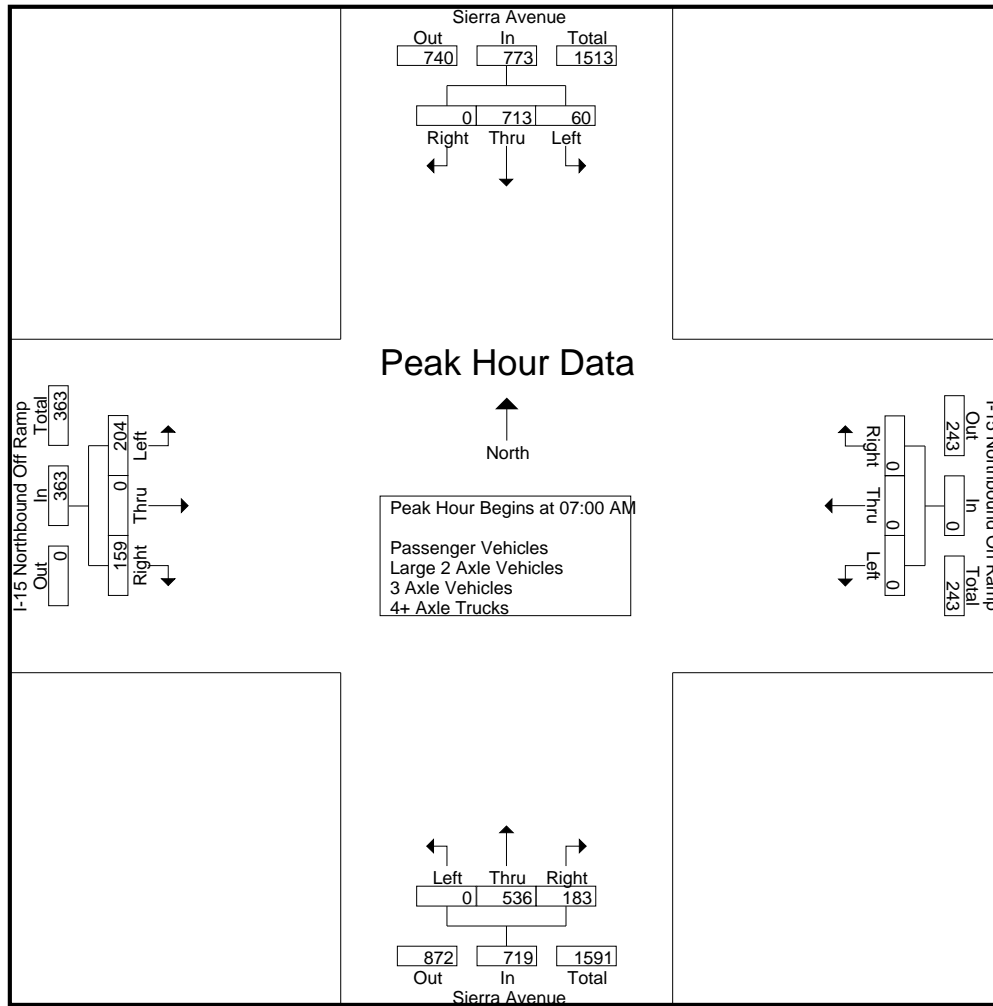 Sierra Avenue
Out In Total
740 773 1513
0 713 60
Right Thru Left
Peak Hour Data
North
Peak Hour Begins at 07:00 AM
Passenger Vehicles
Large 2 Axle Vehicles
3 Axle Vehicles
4+ Axle Trucks
I-15 Northbound Off Ramp
Out In Total
0 363 363
159 0 204
Right Thru Left
I-15 Northbound On Ramp
Out In Total
243 0 243
0 0 0
Right Thru Left
Left Thru Right
0 536 183
872 719 1591
Out In Total
Sierra Avenue